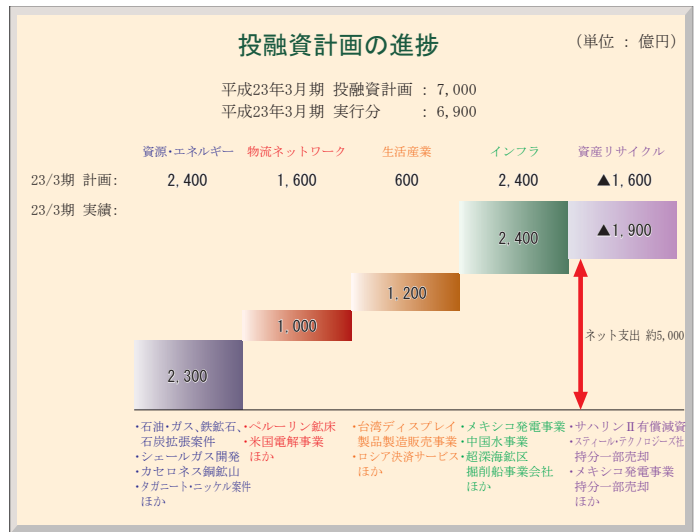 投融資計画の進捗
（単位 : 億円）
平成23年3月期 投融資計画 : 7,000
平成23年3月期 実行分 : 6,900
資源・エネルギー 物流ネットワーク 生活産業 インフラ 資産リサイクル
23/3期 計画: 2,400 1,600 600 2,400 ▲1,600
23/3期 実績:
2,400 ▲1,900
1,200
1,000
2,300
ネット支出 約5,000
・石油・ガス、鉄鉱石、
石炭拡張案件
・シェールガス開発
・カセロネス銅鉱山
・タガニート・ニッケル案件
ほか
・ペルーリン鉱床
・米国電解事業
ほか
・台湾ディスプレイ
製品製造販売事業
・ロシア決済サービス
ほか
・メキシコ発電事業
・中国水事業
・超深海鉱区
掘削船事業会社
ほか
・サハリンⅡ有償減資
・スティール・テクノロジーズ社
持分一部売却
・メキシコ発電事業
持分一部売却
ほか